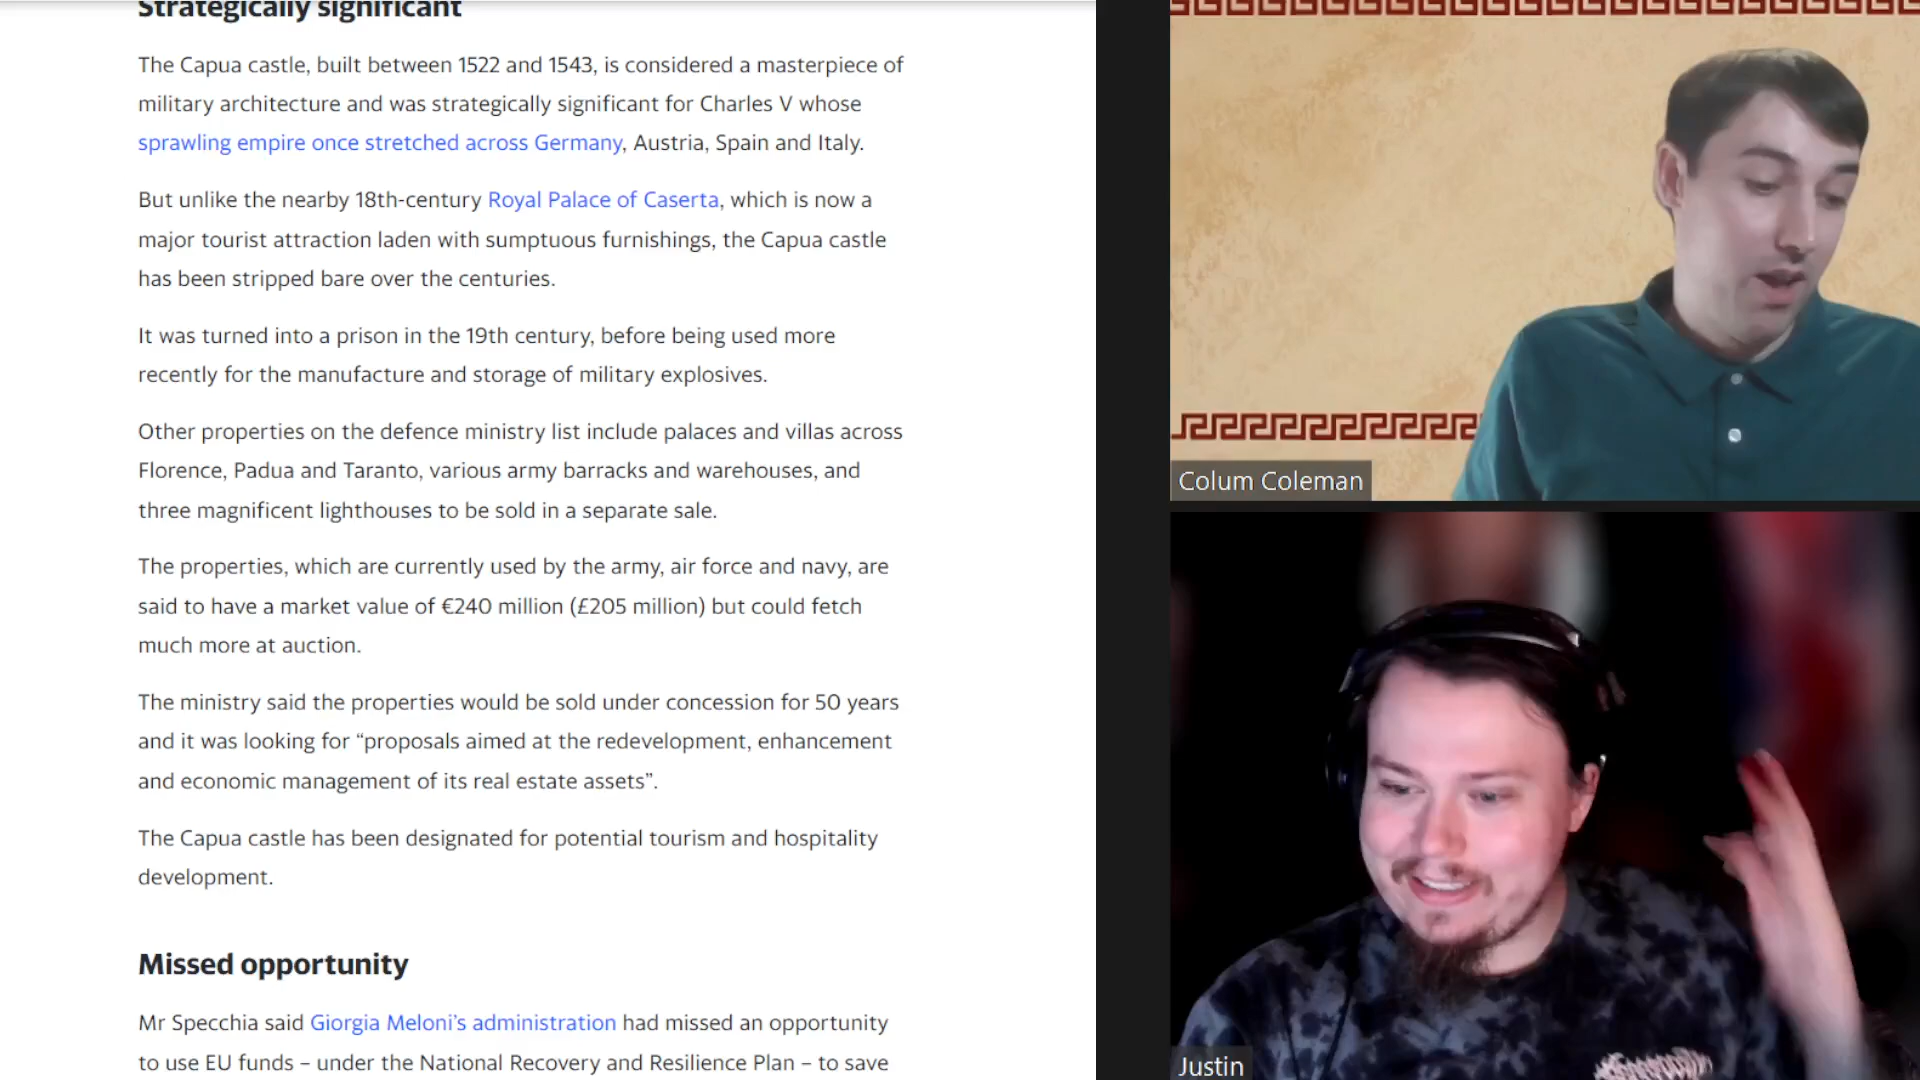 Strategically significant
The Capua castle, built between 1522 and 1543, is considered a masterpiece of
military architecture and was strategically significant for Charles V whose
sprawling empire once stretched across Germany, Austria, Spain and Italy.
But unlike the nearby 18th-century Royal Palace of Caserta, which is now a
major tourist attraction laden with sumptuous furnishings, the Capua castle
has been stripped bare over the centuries.
It was turned into a prison in the 19th century, before being used more
recently for the manufacture and storage of military explosives.
Other properties on the defence ministry list include palaces and villas across
Florence, Padua and Taranto, various army barracks and warehouses, and
three magnificent lighthouses to be sold in a separate sale.
The properties, which are currently used by the army, air force and navy, are
said to have a market value of €240 million (£205 million) but could fetch
much more at auction.
The ministry said the properties would be sold under concession for 50 years
and it was looking for “proposals aimed at the redevelopment, enhancement
and economic management of its real estate assets”.
The Capua castle has been designated for potential tourism and hospitality
development.
Missed opportunity
Mr Specchia said Giorgia Meloni’s administration had missed an opportunity
to use EU funds – under the National Recovery and Resilience Plan – to save
Colum Coleman
Justin